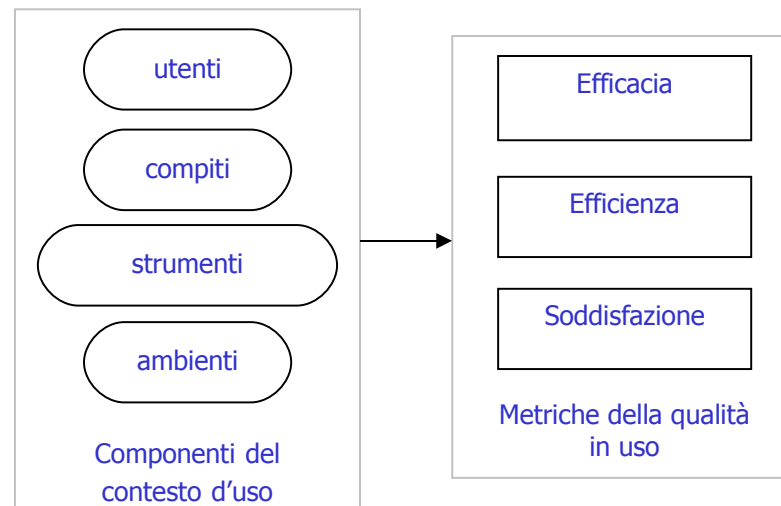 utenti
compiti
strumenti
ambienti
Componenti del
contesto d'uso
Efficacia
Efficienza
Soddisfazione
Metriche della qualità
in uso